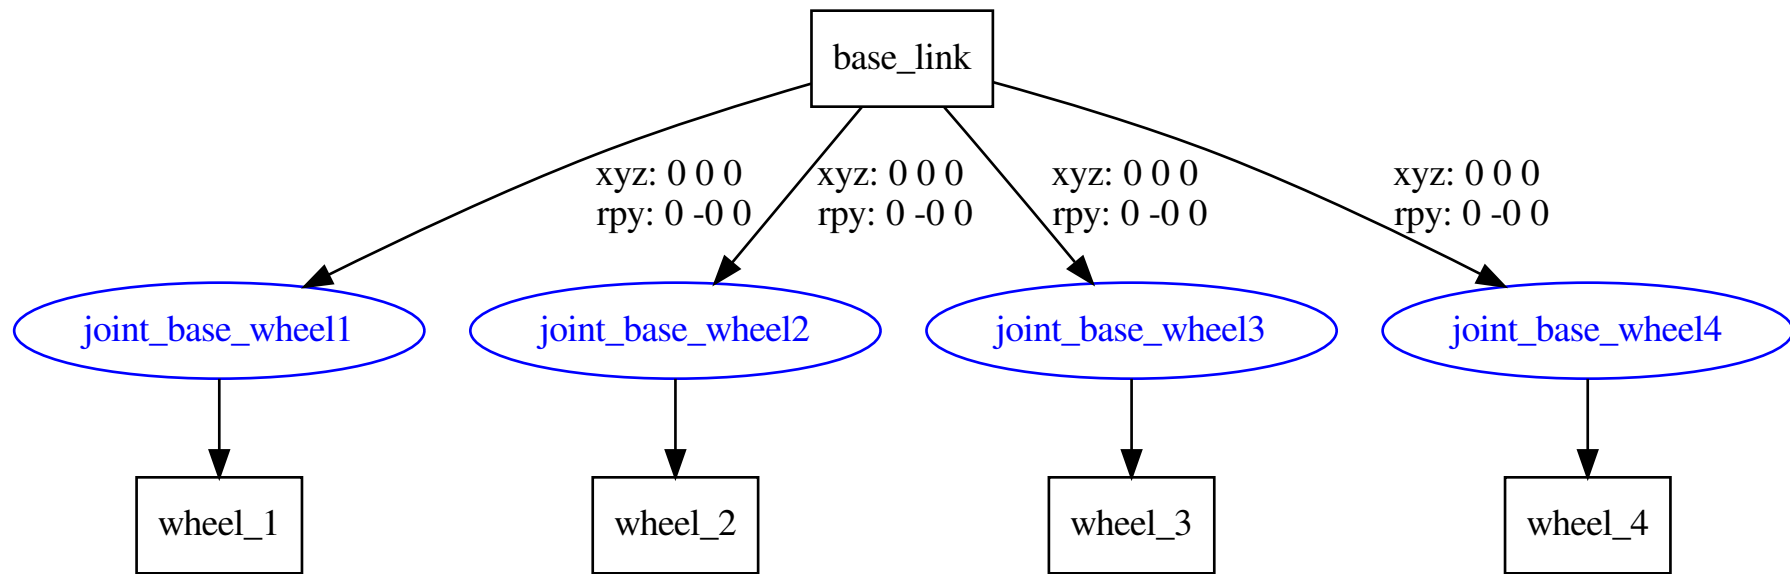 base_link
xyz: 0 0 0
rpy: 0 -0 0
xyz: 0 0 0
rpy: 0 -0 0
xyz: 0 0 0
rpy: 0 -0 0
xyz: 0 0 0
rpy: 0 -0 0
joint_base_wheel1
joint_base_wheel2
joint_base_wheel3
joint_base_wheel4
wheel_1
wheel_2
wheel_3
wheel_4